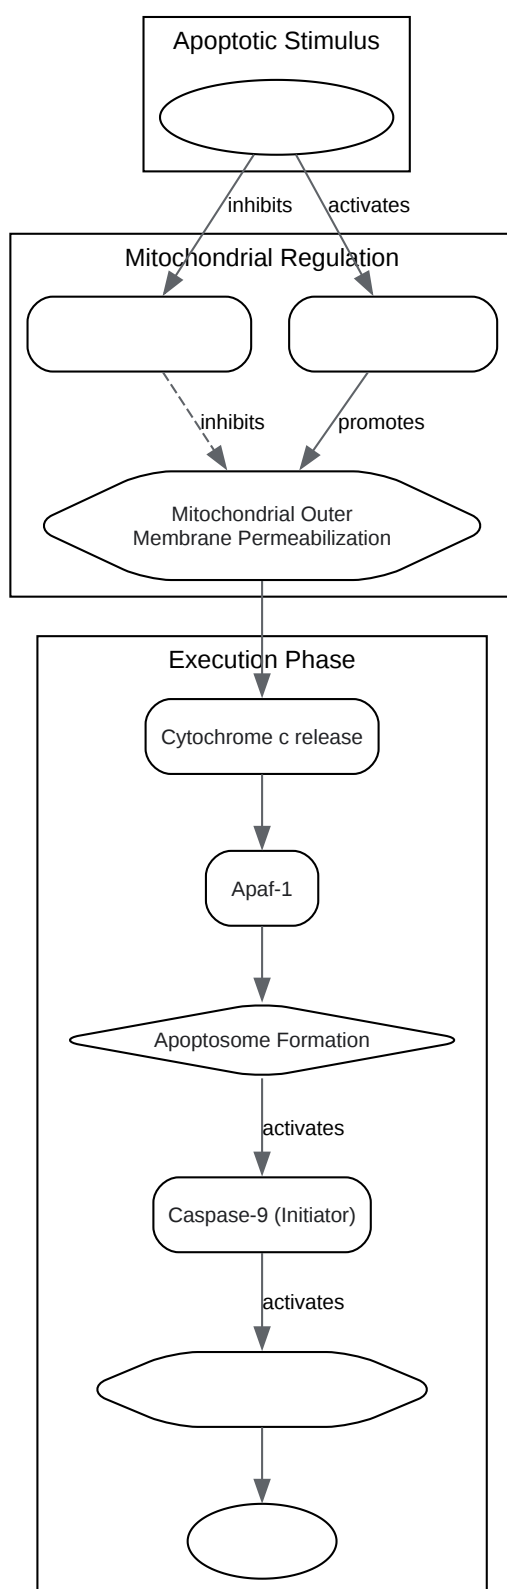 Apoptotic Stimulus
inhibits
activates
Mitochondrial Regulation
inhibits
promotes
Mitochondrial Outer
Membrane Permeabilization
Execution Phase
Cytochrome c release
Apaf-1
Apoptosome Formation
activates
Caspase-9 (Initiator)
activates